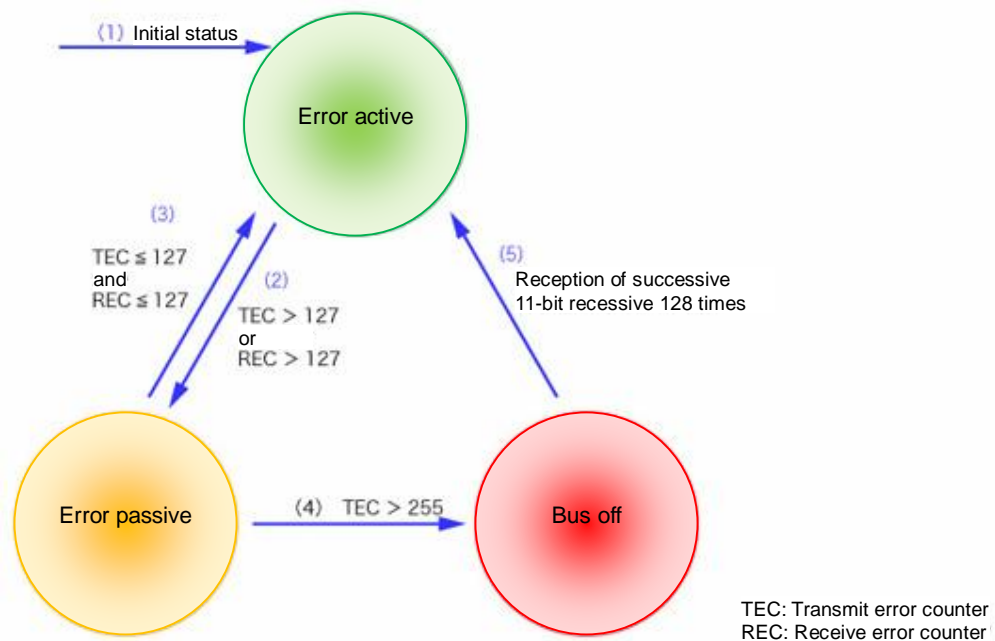 (1) Initial status
Error active
(3)
TEC ≦ 127
and
REC ≦ 127
(2)
TEC > 127
or
REC > 127
(5)
Reception of successive
11-bit recessive 128 times
Error passive
(4) TEC > 255
Bus off
TEC: Transmit error counter
REC: Receive error counter